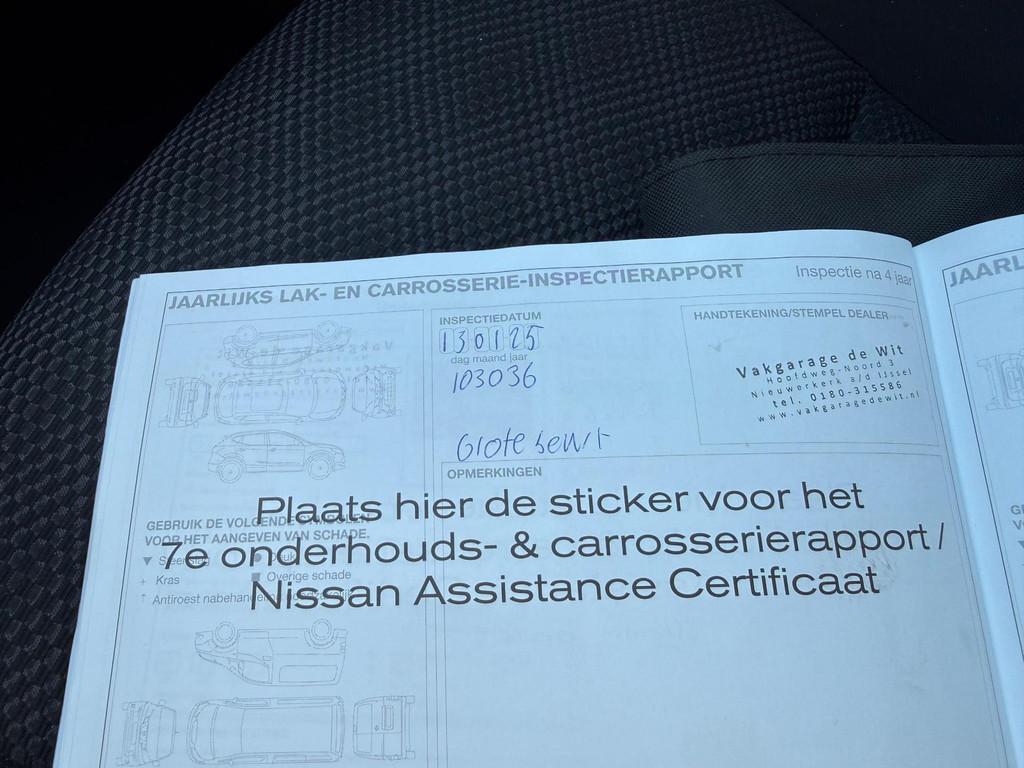 JAARLIJKS LAK- EN CARROSSERIE-INSPECTIERAPPORT
Inspectie na 4 jaar
INSPECTIEDATUM
130125
dag maand jaar
103036
Grote
HANDTEKENING/STEMPEL DEALER
Vakgarage de Wit
Hoofdweg-Noord 3
Nieuwerkerk a/d IJssel
tel. 0180-315586
www.vakgaragedewit.nl
OPMERKINGEN
Plaats hier de sticker voor het
7e onderhouds- & carrosserierapport /
Nissan Assistance Certificaat
GEBRUIK DE VOLGENDE
VOOR HET AANGEVEN VAN SCHADE.
Kras
Overige schade
Antiroest
JAARL